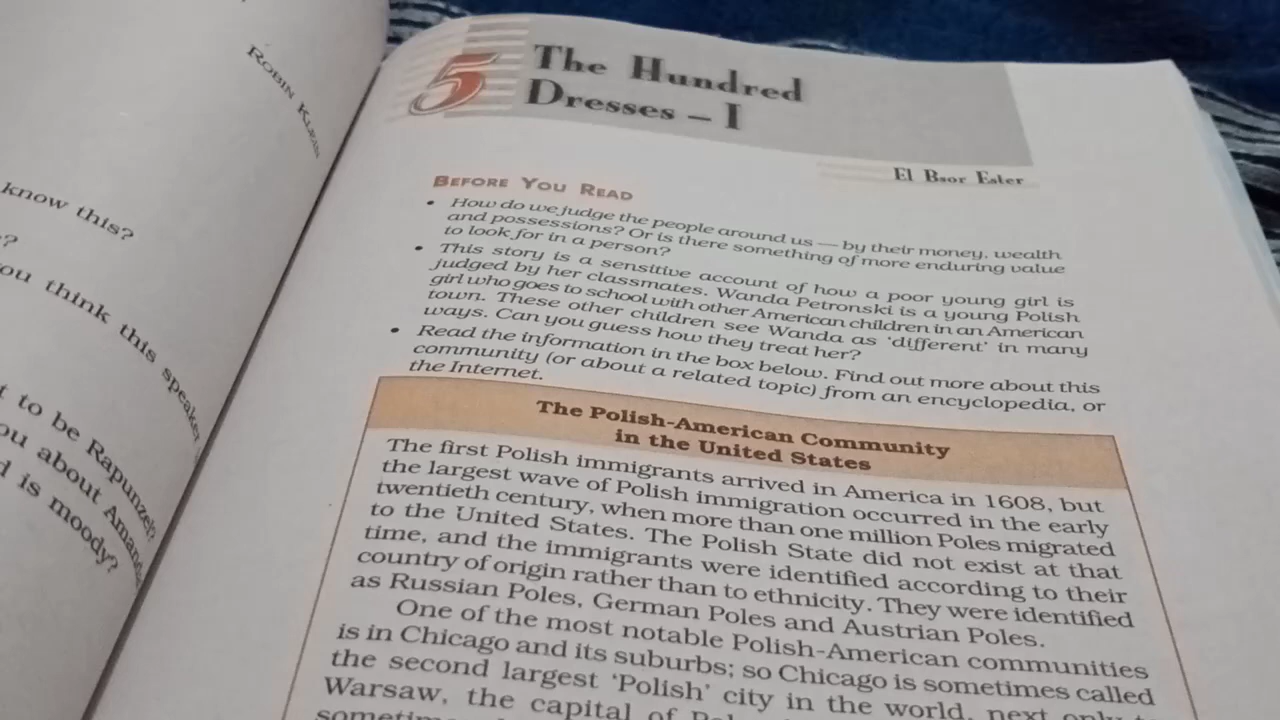 ROBIN KLEIN
know this?
?
ou think this speaker
t to be Rapunzel?
ou about Amanda
d is moody?
5
The Hundred
Dresses – I
El Bsor Ester
BEFORE YOU READ
• How do we judge the people around us — by their money, wealth
and possessions? Or is there something of more enduring value
to look for in a person?
• This story is a sensitive account of how a poor young girl is
judged by her classmates. Wanda Petronski is a young Polish
girl who goes to school with other American children in an American
town. These other children see Wanda as 'different' in many
ways. Can you guess how they treat her?
• Read the information in the box below. Find out more about this
community (or about a related topic) from an encyclopedia, or
the Internet.
The Polish-American Community
in the United States
The first Polish immigrants arrived in America in 1608, but
the largest wave of Polish immigration occurred in the early
twentieth century, when more than one million Poles migrated
to the United States. The Polish State did not exist at that
time, and the immigrants were identified according to their
country of origin rather than to ethnicity. They were identified
as Russian Poles, German Poles and Austrian Poles.
One of the most notable Polish-American communities
is in Chicago and its suburbs; so Chicago is sometimes called
the second largest 'Polish' city in the world, next only
Warsaw, the capital of